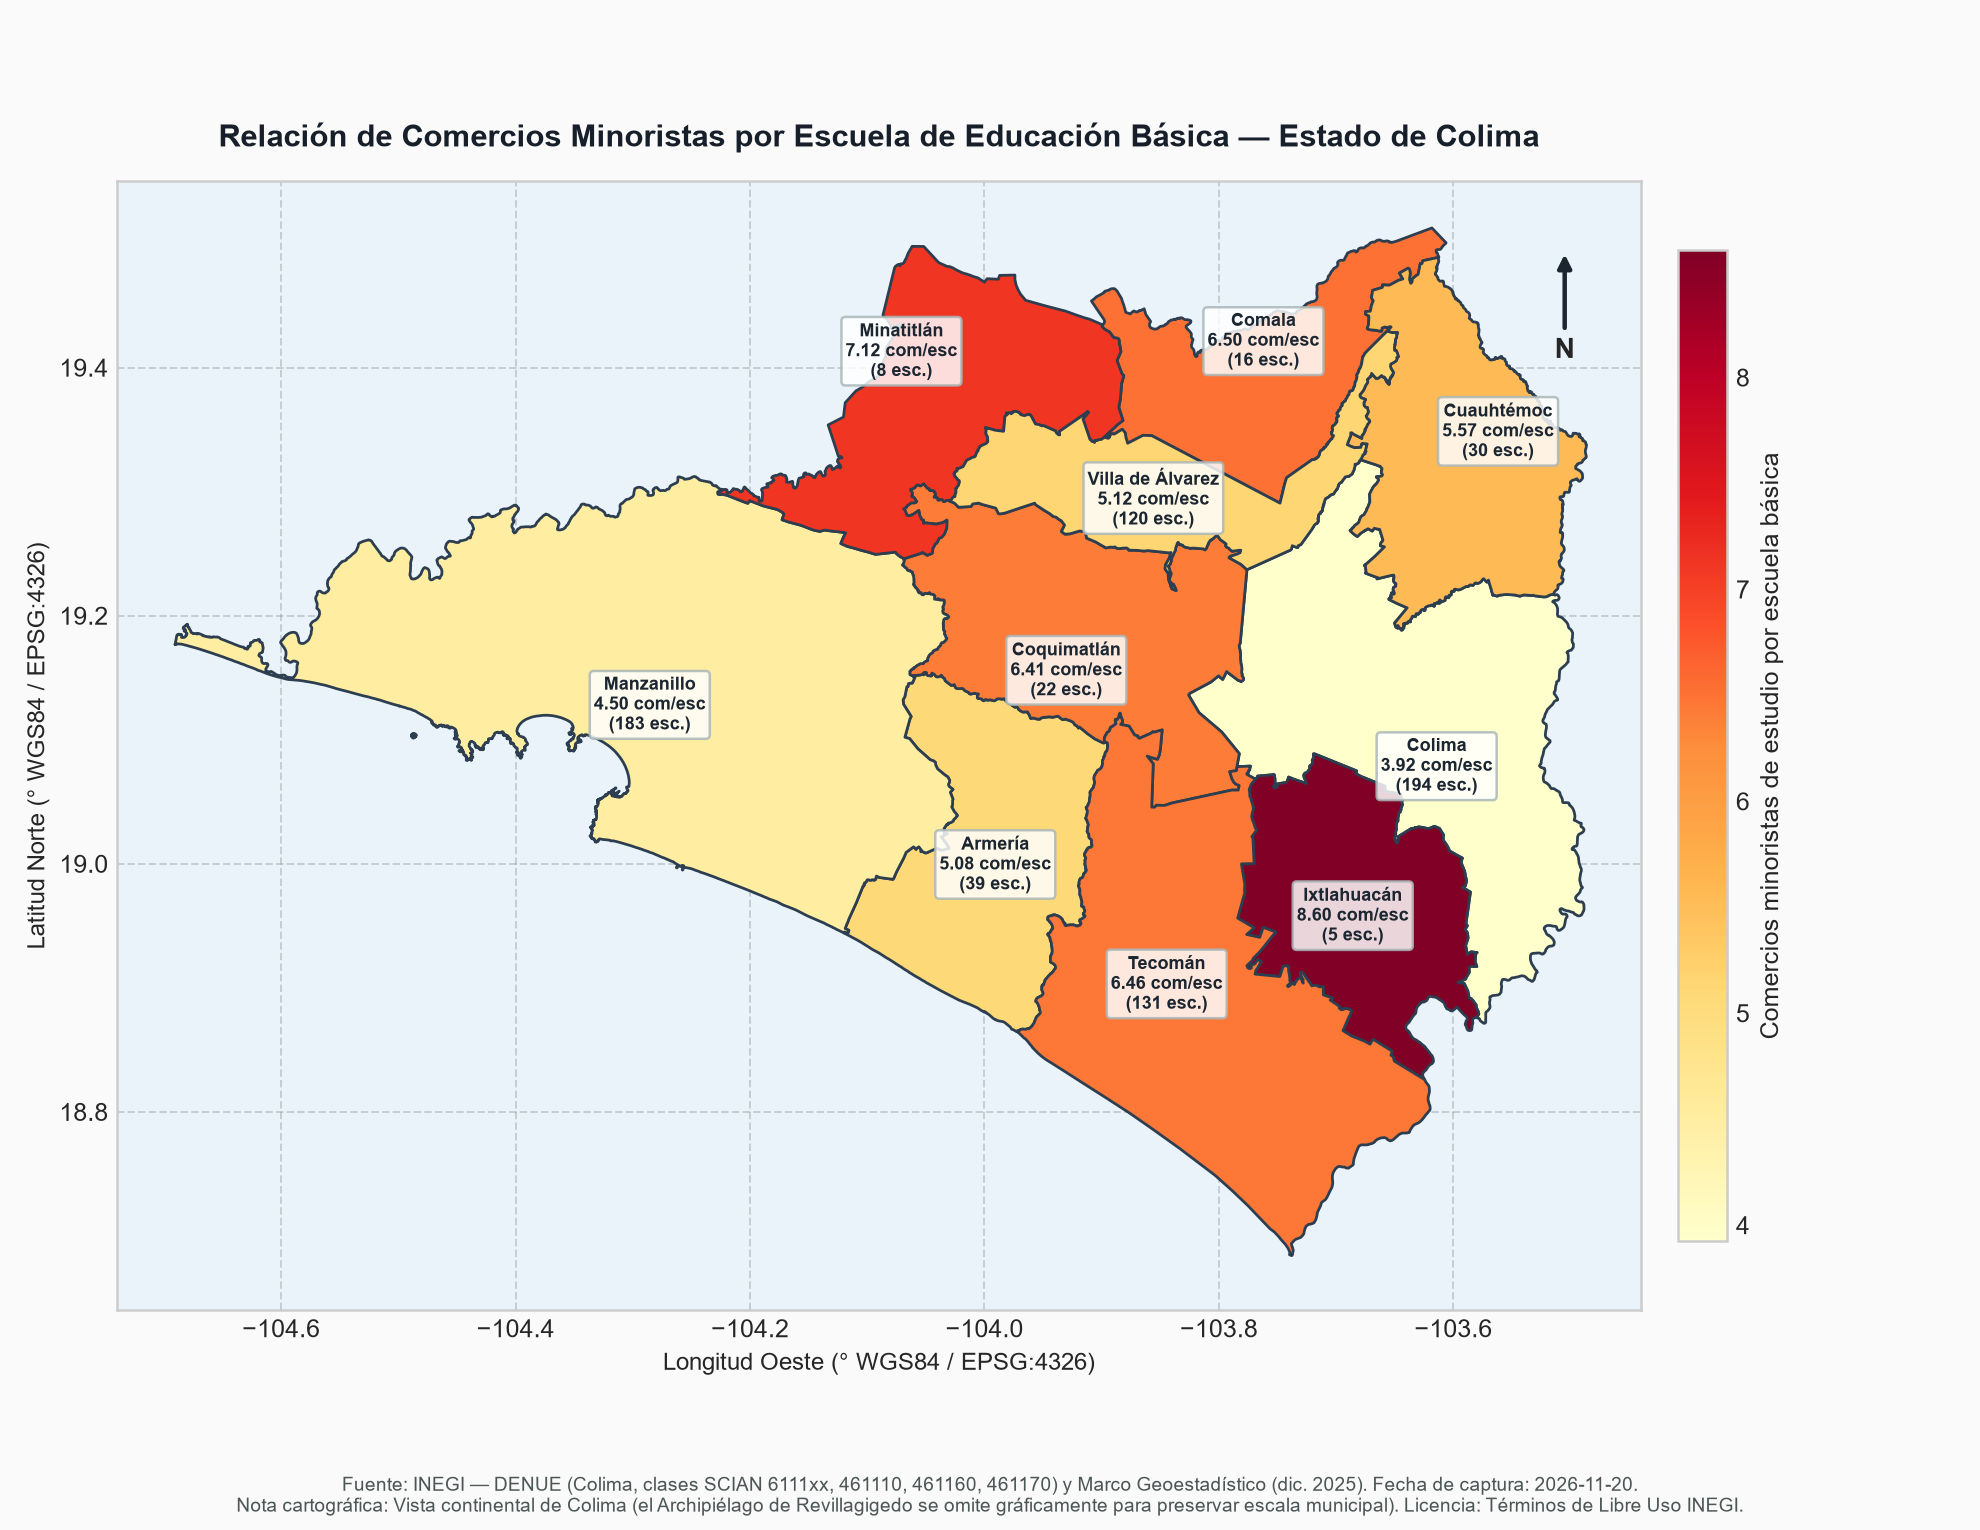 Relación de Comercios Minoristas por Escuela de Educación Básica — Estado de Colima
Minatitlán
7.12 com/esc
(8 esc.)
Comala
6.50 com/esc
(16 esc.)
N
Cuauhtémoc
5.57 com/esc
(30 esc.)
Villa de Álvarez
5.12 com/esc
(120 esc.)
Coquimatlán
6.41 com/esc
(22 esc.)
Manzanillo
4.50 com/esc
(183 esc.)
Colima
3.92 com/esc
(194 esc.)
Armería
5.08 com/esc
(39 esc.)
Ixtlahuacán
8.60 com/esc
(5 esc.)
Tecomán
6.46 com/esc
(131 esc.)
19.4
19.2
19.0
18.8
Latitud Norte (° WGS84 / EPSG:4326)
−104.6
−104.4
−104.2
−104.0
−103.8
−103.6
Longitud Oeste (° WGS84 / EPSG:4326)
8
7
6
5
4
Comercios minoristas de estudio por escuela básica
Fuente: INEGI — DENUE (Colima, clases SCIAN 6111xx, 461110, 461160, 461170) y Marco Geoestadístico (dic. 2025). Fecha de captura: 2026-11-20.
Nota cartográfica: Vista continental de Colima (el Archipiélago de Revillagigedo se omite gráficamente para preservar escala municipal). Licencia: Términos de Libre Uso INEGI.